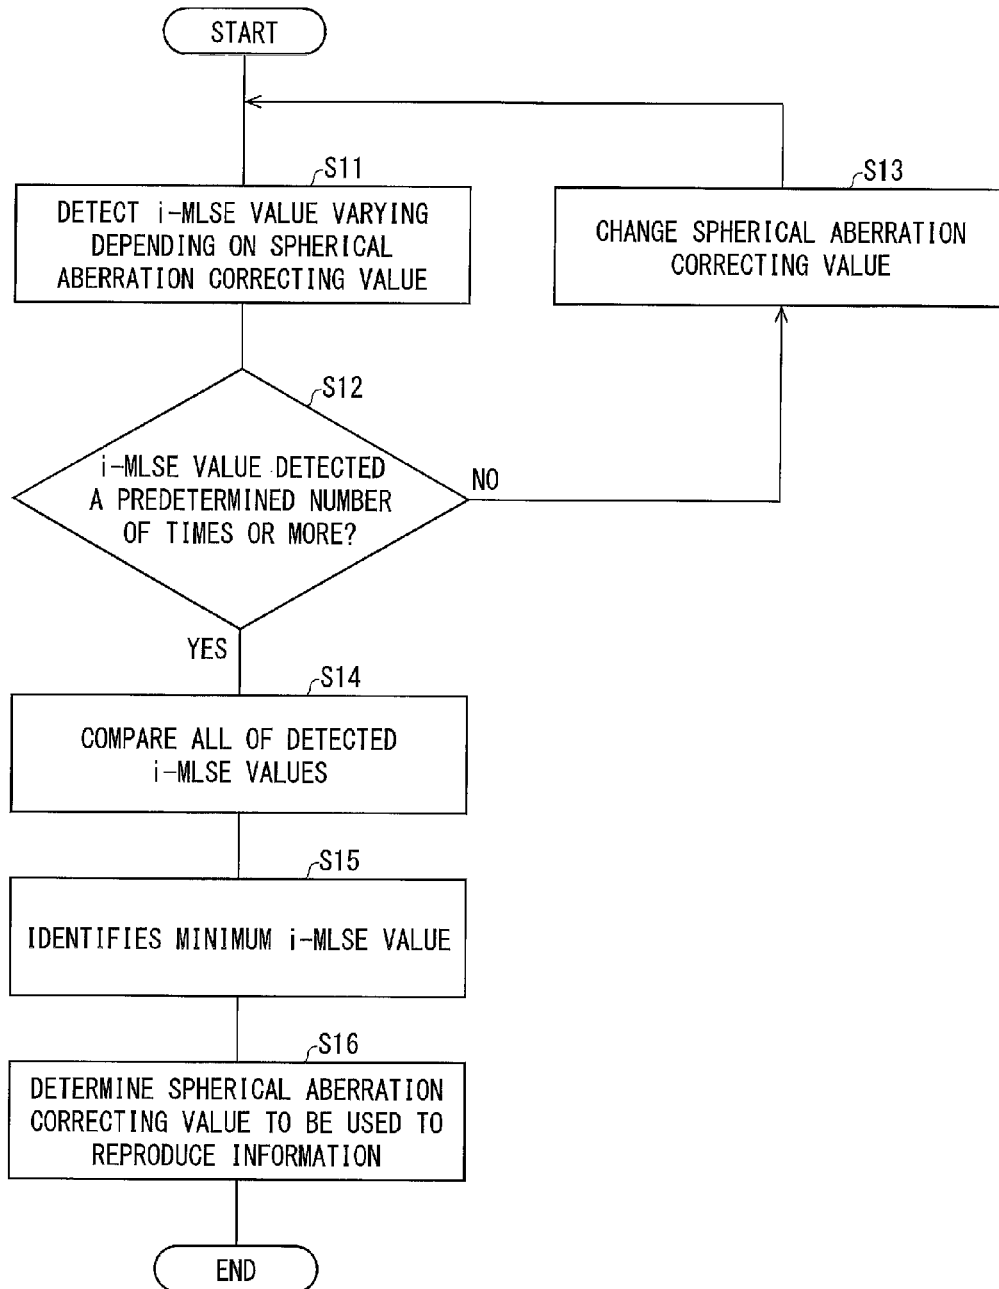 START
S11
DETECT i-MLSE VALUE VARYING
DEPENDING ON SPHERICAL
ABERRATION CORRECTING VALUE
S13
CHANGE SPHERICAL ABERRATION
CORRECTING VALUE
S12
i-MLSE VALUE DETECTED
A PREDETERMINED NUMBER
OF TIMES OR MORE?
NO
YES
S14
COMPARE ALL OF DETECTED
i-MLSE VALUES
S15
IDENTIFIES MINIMUM i-MLSE VALUE
S16
DETERMINE SPHERICAL ABERRATION
CORRECTING VALUE TO BE USED TO
REPRODUCE INFORMATION
END